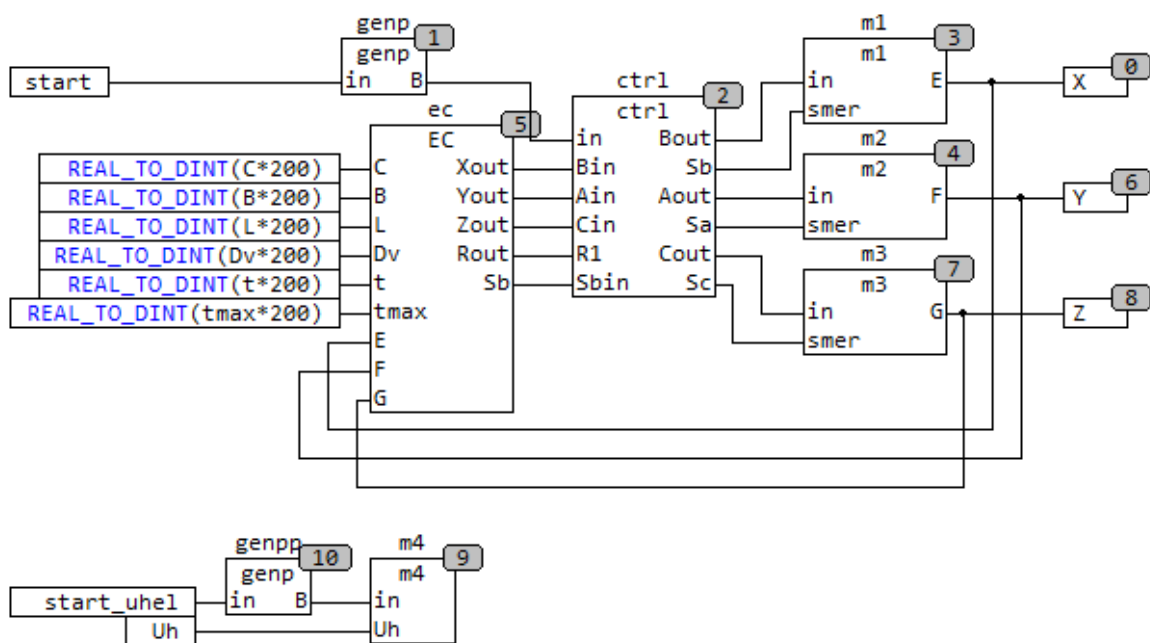 genp
1
genp
start
in B
ec
5
EC
REAL_TO_DINT(C*200)
REAL_TO_DINT(B*200)
REAL_TO_DINT(L*200)
REAL_TO_DINT(Dv*200)
REAL_TO_DINT(t*200)
REAL_TO_DINT(tmax*200)
C Xout
B Yout
L Zout
Dv Rout
t Sb
tmax
E
F
G
ctrl
2
ctrl
in Bout
Bin Sb
Ain Aout
Cin Sa
R1 Cout
Sbin Sc
m1
3
m1
in E
smer
m2
4
m2
in F
smer
m3
7
m3
in G
smer
0
X
6
Y
8
Z
genpp
10
genp
start_uhel
in B
m4
9
m4
in
Uh
Uh